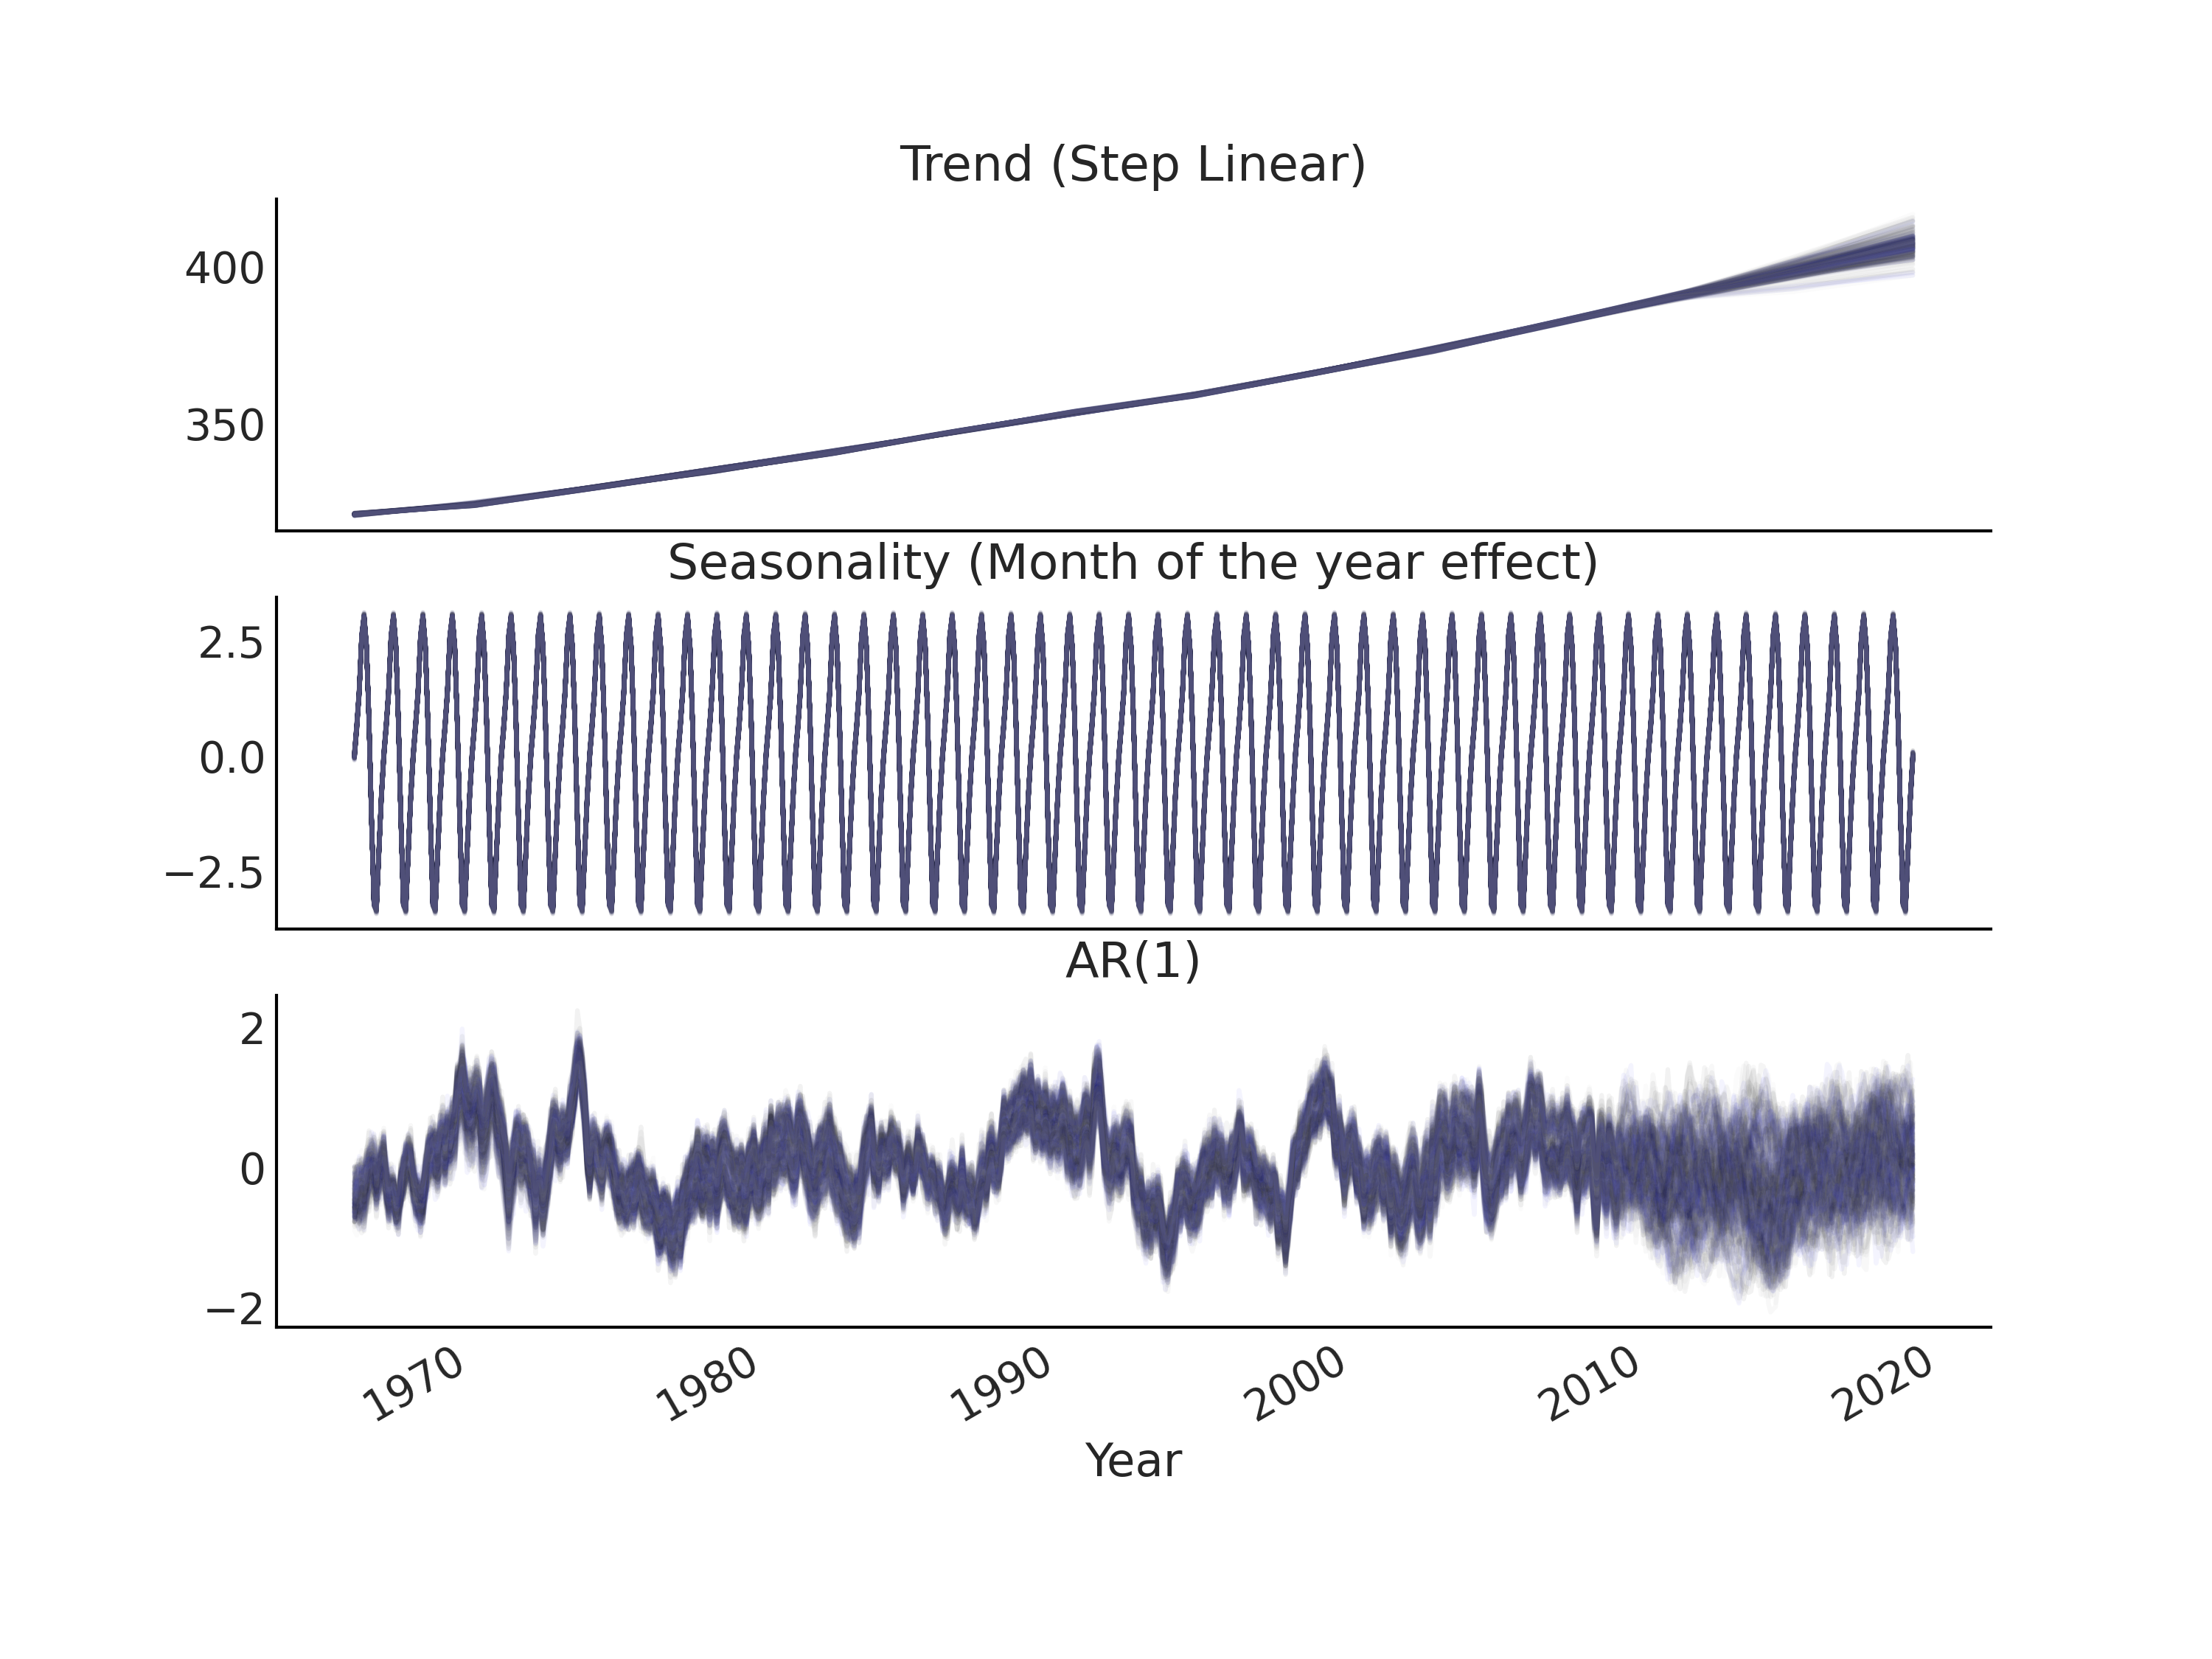 Trend (Step Linear)
400
350
Seasonality (Month of the year effect)
2.5
0.0
−2.5
AR(1)
2
0
−2
1970 1980 1990 2000 2010 2020
Year